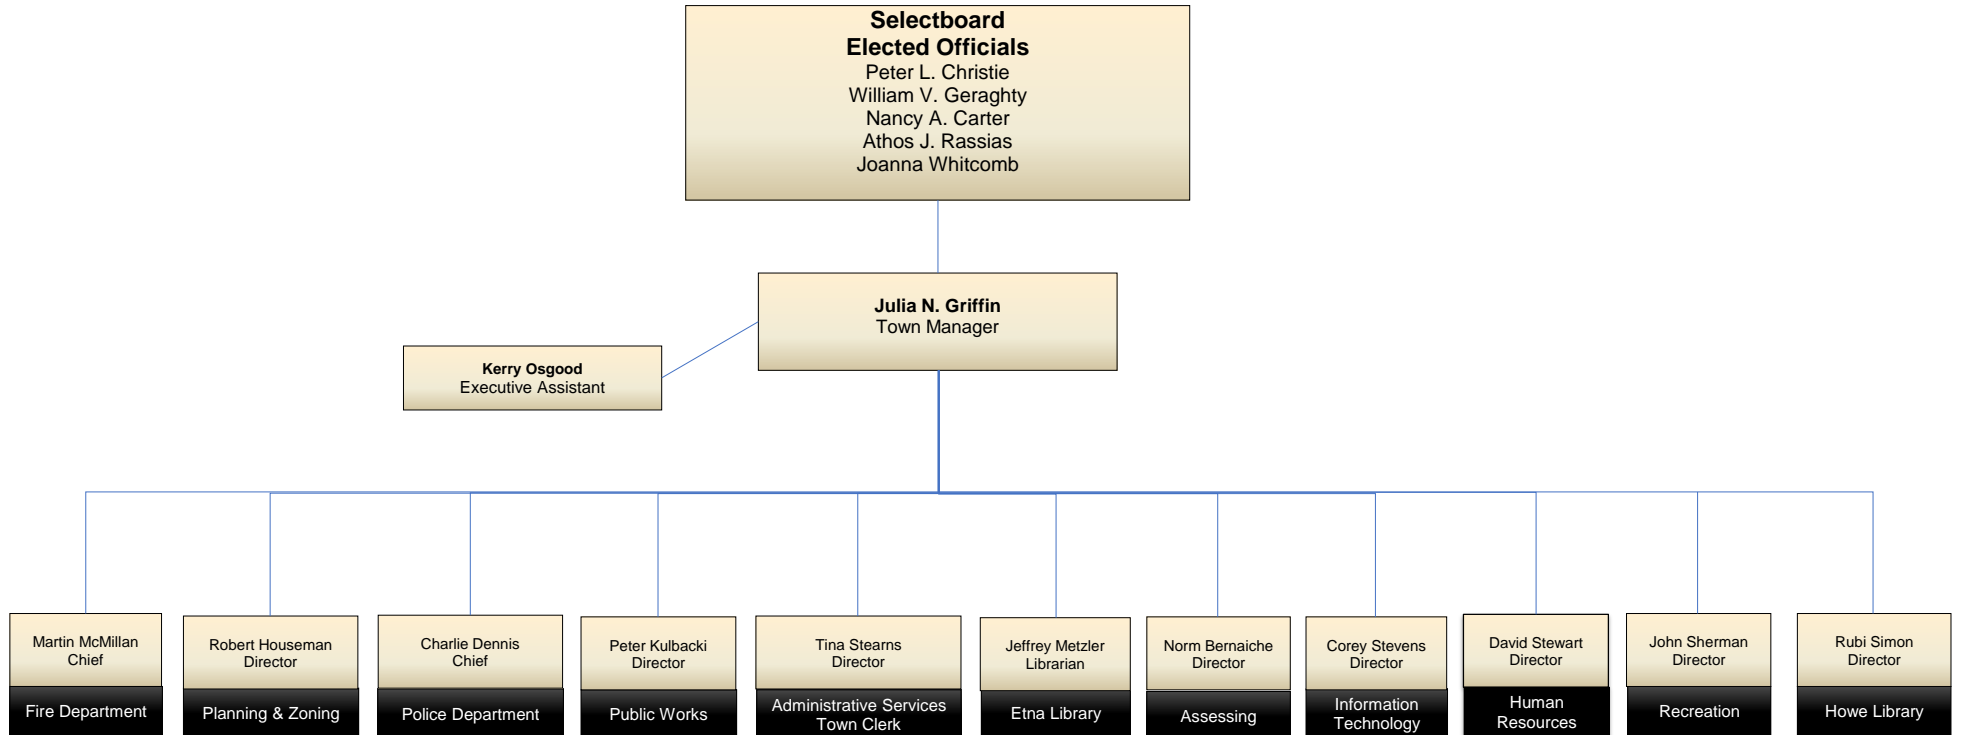 Selectboard
Elected Officials
Peter L. Christie
William V. Geraghty
Nancy A. Carter
Athos J. Rassias
Joanna Whitcomb
Julia N. Griffin
Town Manager
Kerry Osgood
Executive Assistant
Martin McMillan
Chief
Fire Department
Robert Houseman
Director
Planning & Zoning
Charlie Dennis
Chief
Police Department
Peter Kulbacki
Director
Public Works
Tina Stearns
Director
Administrative Services
Town Clerk
Jeffrey Metzler
Librarian
Etna Library
Norm Bernaiche
Director
Assessing
Corey Stevens
Director
Information
Technology
David Stewart
Director
Human
Resources
John Sherman
Director
Recreation
Rubi Simon
Director
Howe Library